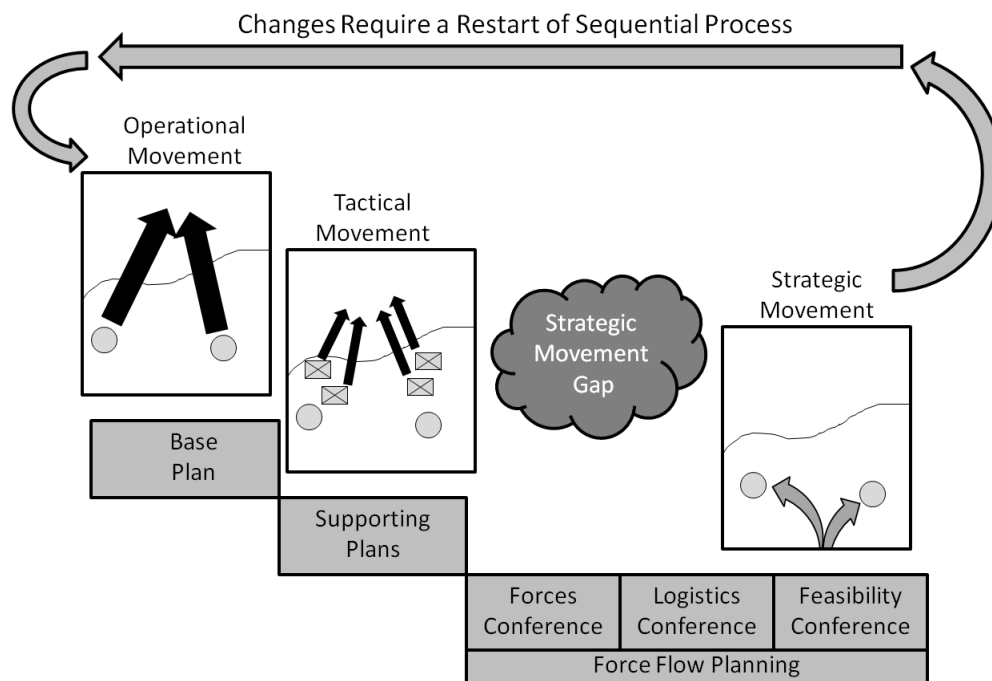 Changes Require a Restart of Sequential Process
Operational
Movement
Tactical
Movement
Strategic
Movement
Gap
Strategic
Movement
Base
Plan
Supporting
Plans
Forces
Conference
Logistics
Conference
Feasibility
Conference
Force Flow Planning